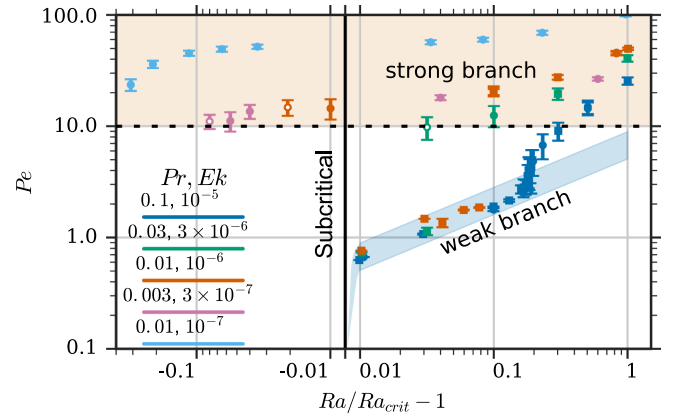 100.0
strong branch
10.0
Pe
Pr, Ek
0.1, 10⁻⁵
0.03, 3 × 10⁻⁶
0.01, 10⁻⁶
0.003, 3 × 10⁻⁷
0.01, 10⁻⁷
Subcritical
weak branch
1.0
0.1
-0.1
-0.01
0.01
0.1
1
Ra/Ra_crit − 1